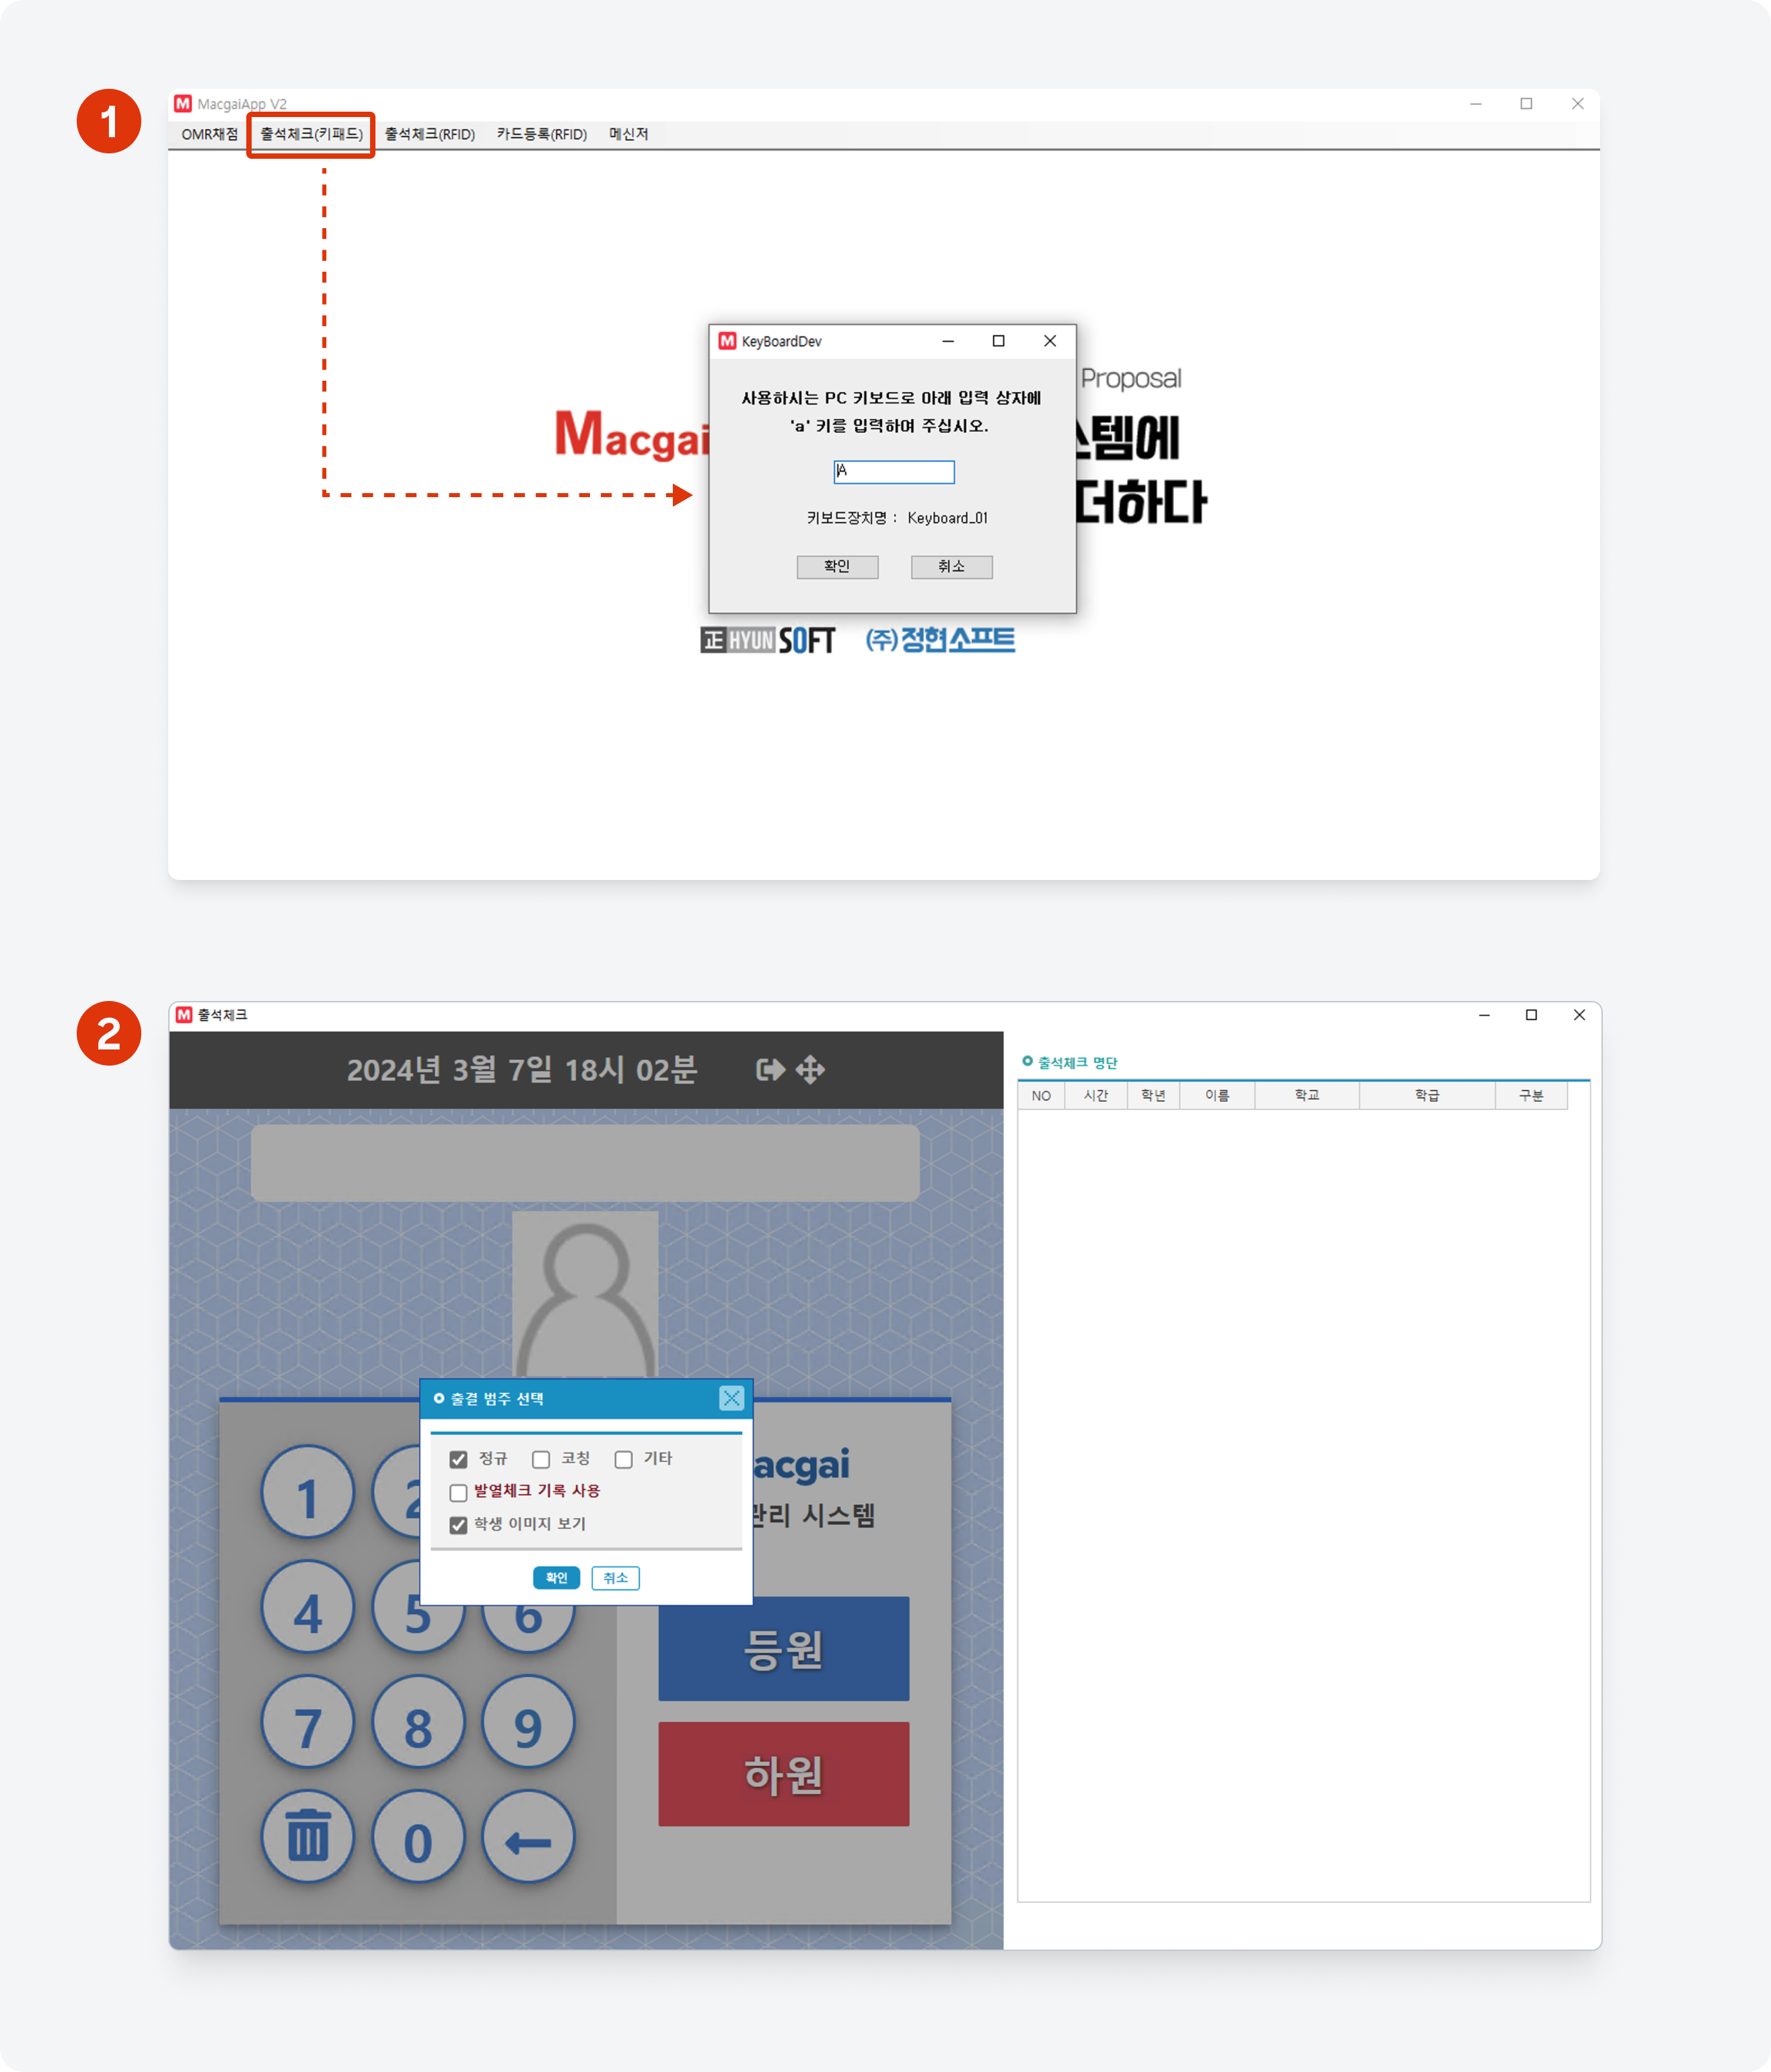 1
M MacgaiApp V2
OMR채점 출석체크(키패드) 출석체크(RFID) 카드등록(RFID) 메신저
M KeyBoardDev
사용하시는 PC 키보드로 아래 입력 상자에
'a' 키를 입력하며 주십시오.
A
키보드장치명 : Keyboard_01
확인 취소
Proposal
Macgai
스템에
더하다
正 HYUN SOFT (주)정현소프트
2
M 출석체크
2024년 3월 7일 18시 02분
출석체크 명단
NO 시간 학년 이름 학교 학급 구분
출결 범주 선택
정규 코칭 기타
발열체크 기록 사용
학생 이미지 보기
확인 취소
acgai
관리 시스템
1 2
4 5 6
7 8 9
0
등원
하원